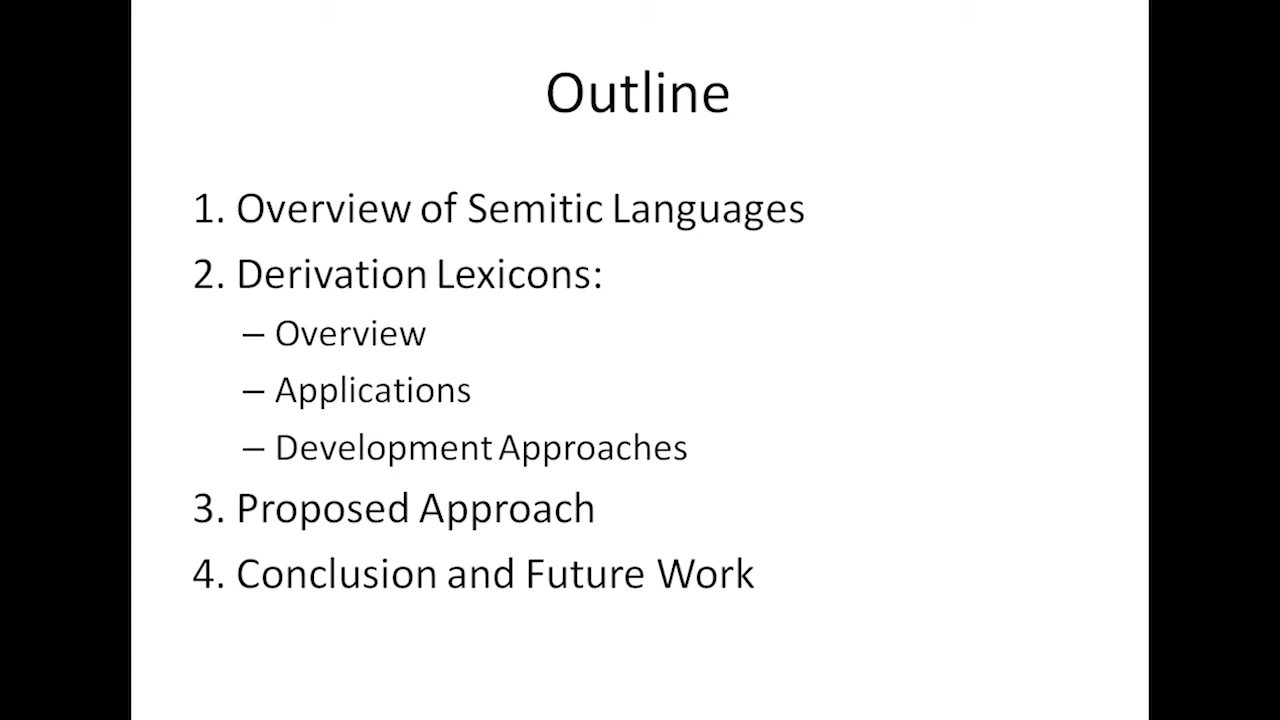 Outline
1. Overview of Semitic Languages
2. Derivation Lexicons:
– Overview
– Applications
– Development Approaches
3. Proposed Approach
4. Conclusion and Future Work